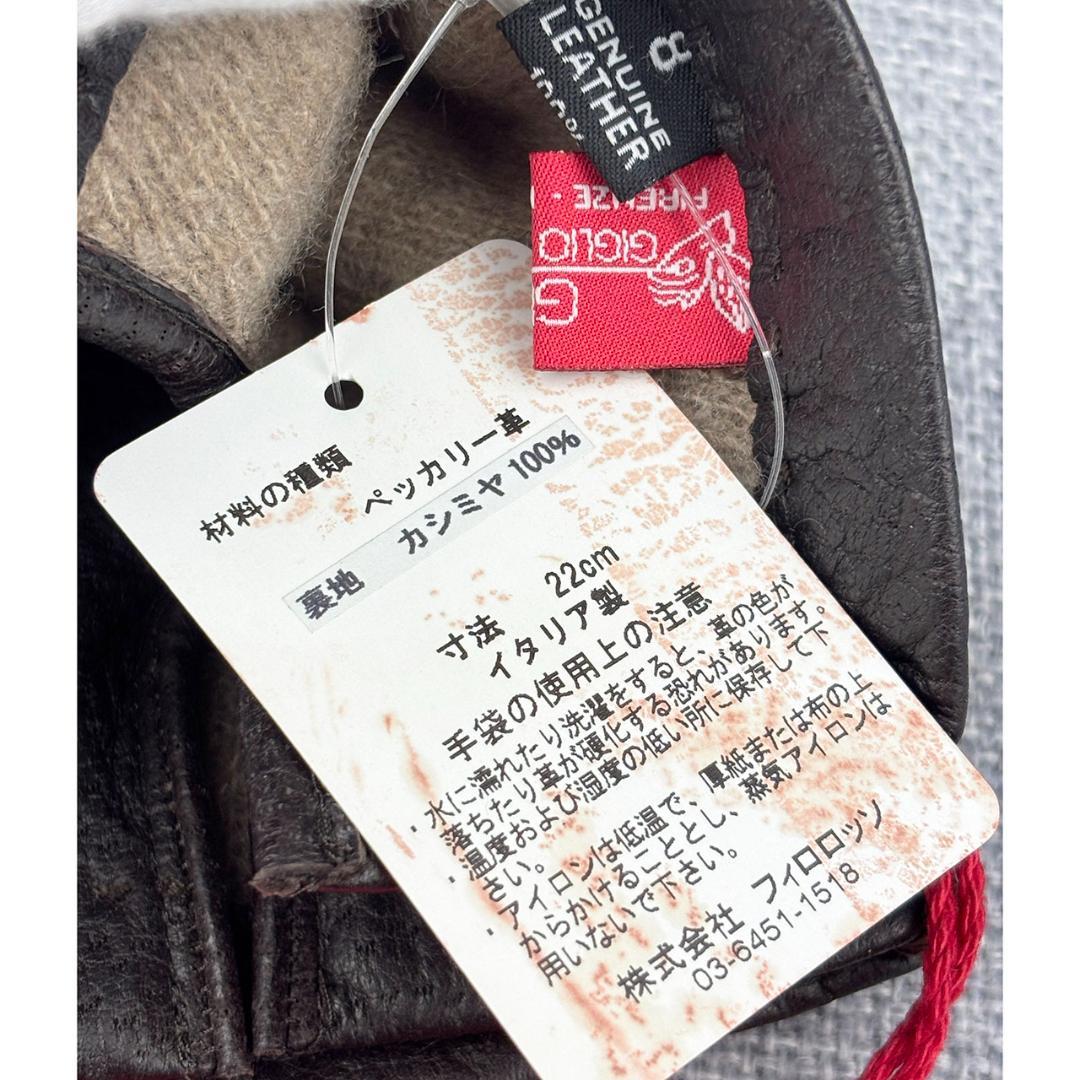 8
GENUINE
LEATHER
100%
FIRENZE -
GIGLIO
G
材料の種類
ペッカリー革
裏地 カシミヤ 100%
寸法 22cm
イタリア製
手袋の使用上の注意
・水に濡れたり洗濯をすると、革の色が
落ちたり革が硬化する恐れがあります。
・温度および湿度の低い所に保存して下
さい。
・アイロンは低温で、厚紙または布の上
からかけることとし、蒸気アイロンは
用いないで下さい。
株式会社 フィロロッソ
03-6451-1518